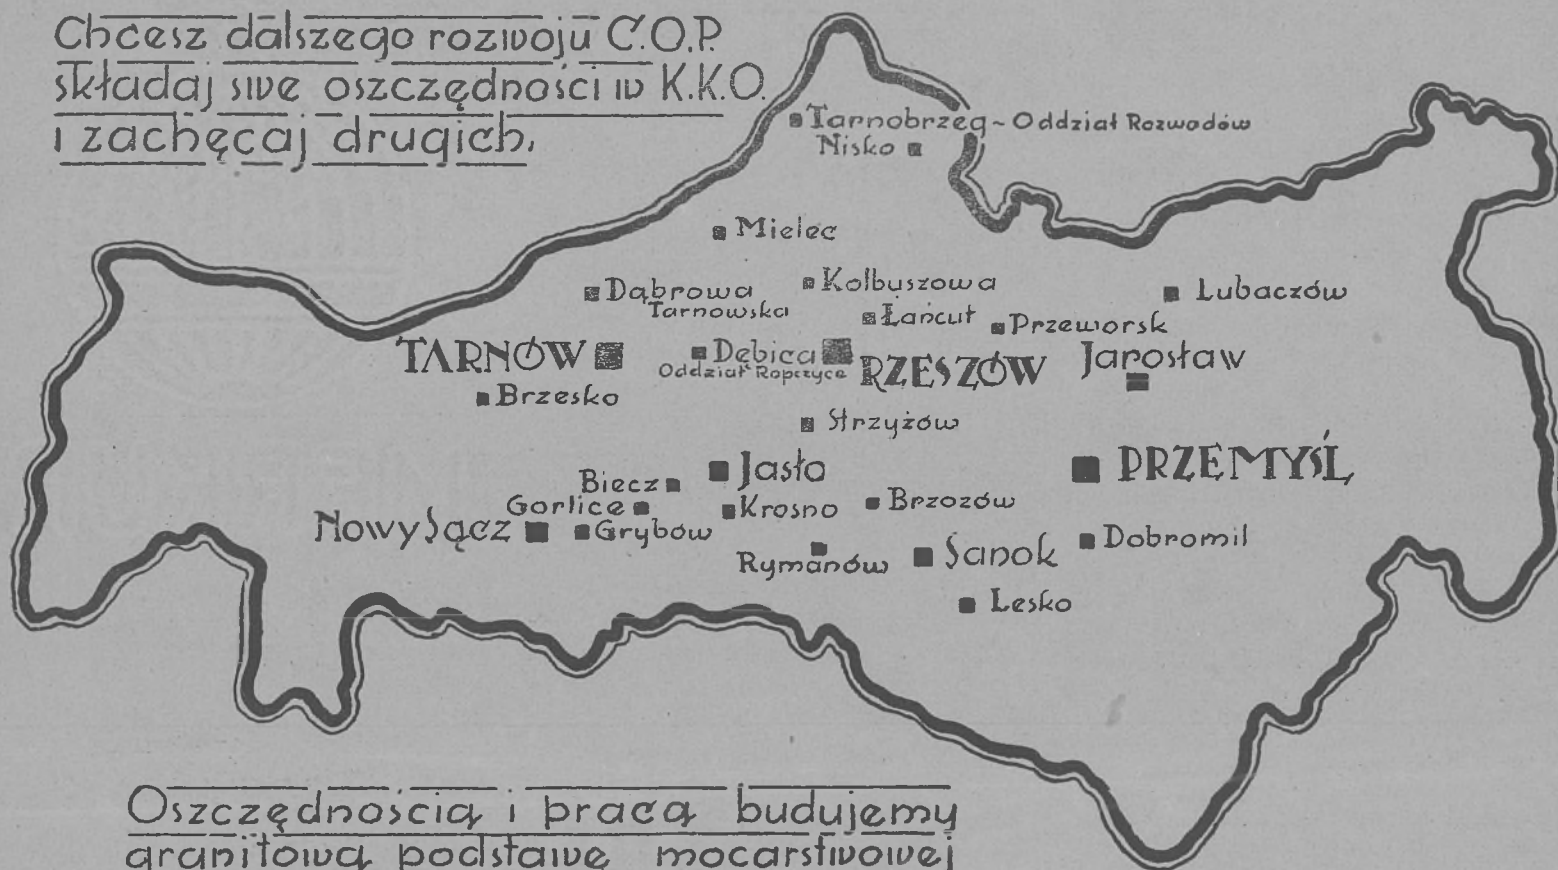 Chcesz dalszego rozwoju C.O.P.
składaj swe oszczędności w K.K.O.
i zachęcaj drugich.
Tarnobrzeg ~ Oddział Rozwadów
Nisko
Mielec
Dąbrowa
Tarnowska
Kolbuszowa
Łańcut
Przeworsk
Lubaczów
TARNÓW
Dębica
Oddział Ropczyce
RZESZÓW
Jarosław
Brzesko
Strzyżów
Jasło
PRZEMYŚL
Biecz
Gorlice
Krosno
Brzozów
Nowy Sącz
Grybów
Rymanów
Sanok
Dobromil
Lesko
Oszczędnością i pracą budujemy
granitową podstawę mocarstwowej